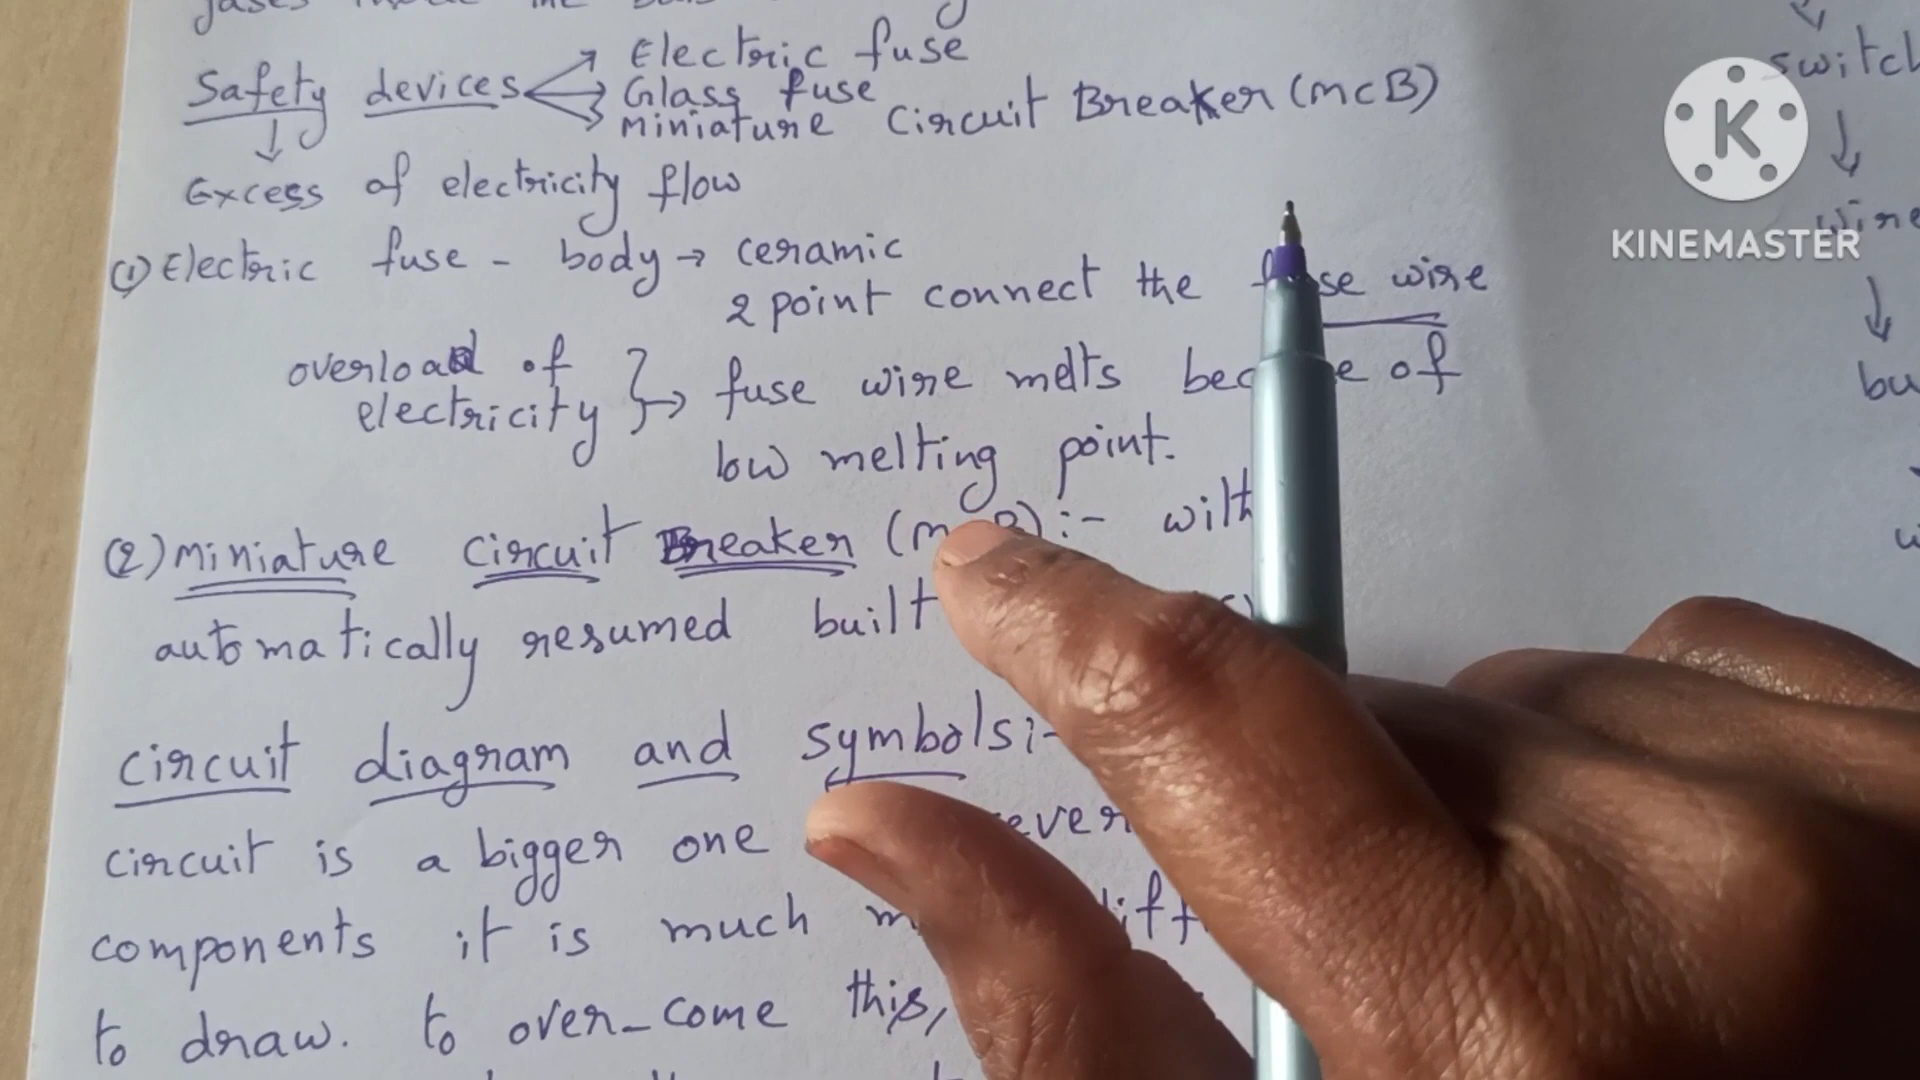 Safety devices
Electric fuse
Glass fuse
Miniature Circuit Breaker (MCB)
Excess of electricity flow
(1) Electric fuse - body → ceramic
2 point connect the fuse wire
overload of electricity } → fuse wire melts of
low melting point.
(2) Miniature circuit Breaker :-
automatically resumed built
circuit diagram and symbols:-
circuit is a bigger one
components it is much
to draw. to over-come this,
switch
wire
KINEMASTER